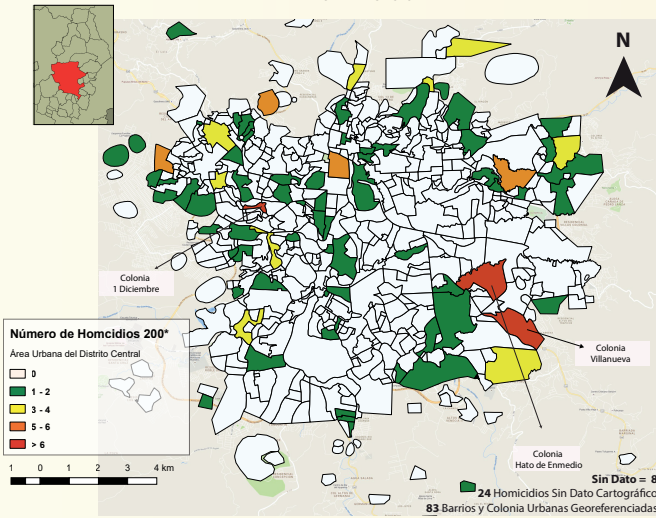 N
Colonia
1 Diciembre
Número de Homcidios 200*
Área Urbana del Distrito Central
0
1 - 2
3 - 4
5 - 6
> 6
1 0 1 2 3 4 km
Colonia
Villanueva
Colonia
Hato de Enmedio
Sin Dato = 8
24 Homicidios Sin Dato Cartográfico
83 Barrios y Colonia Urbanas Georeferenciadas